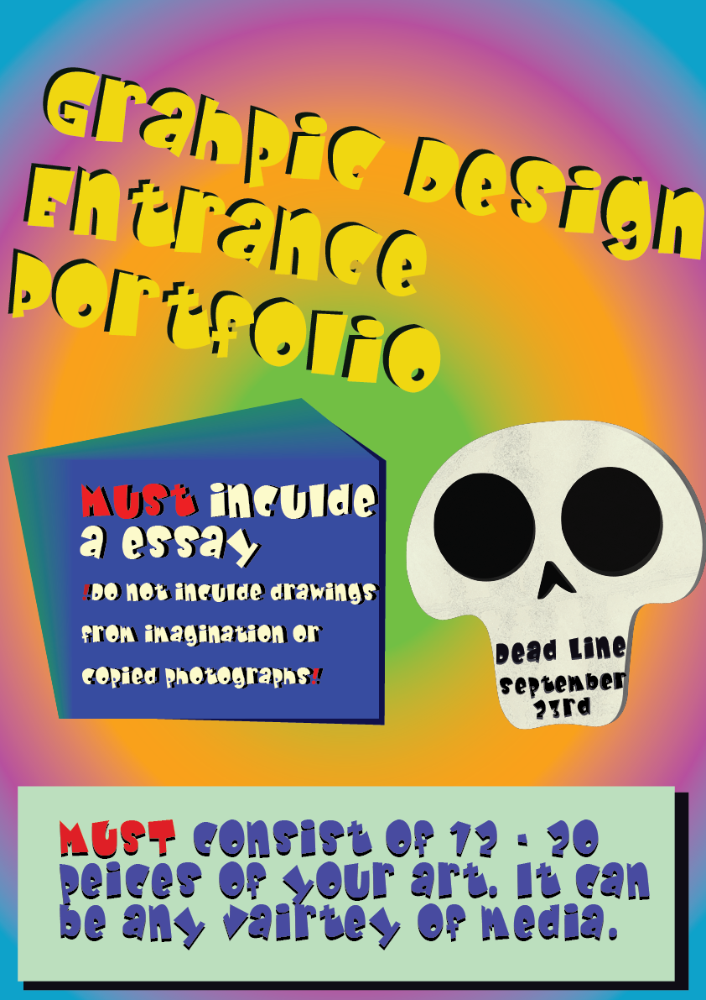 Grahpic Design
Entrance
Portfolio
MUST inculde
a essay
!Do not inculde drawings
from imagination or
copied photographs!
Dead Line
September
23rd
MUST consist of 12 - 20
peices of your art. It can
be any vairtey of media.